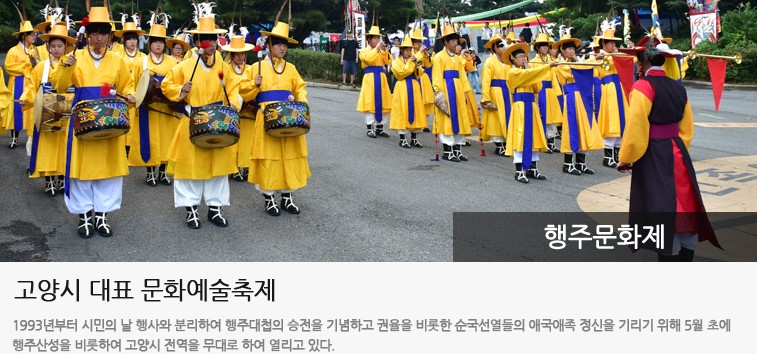 행주문화제
고양시 대표 문화예술축제
1993년부터 시민의 날 행사와 분리하여 행주대첩의 승전을 기념하고 권율을 비롯한 순국선열들의 애국애족 정신을 기리기 위해 5월 초에
행주산성을 비롯하여 고양시 전역을 무대로 하여 열리고 있다.